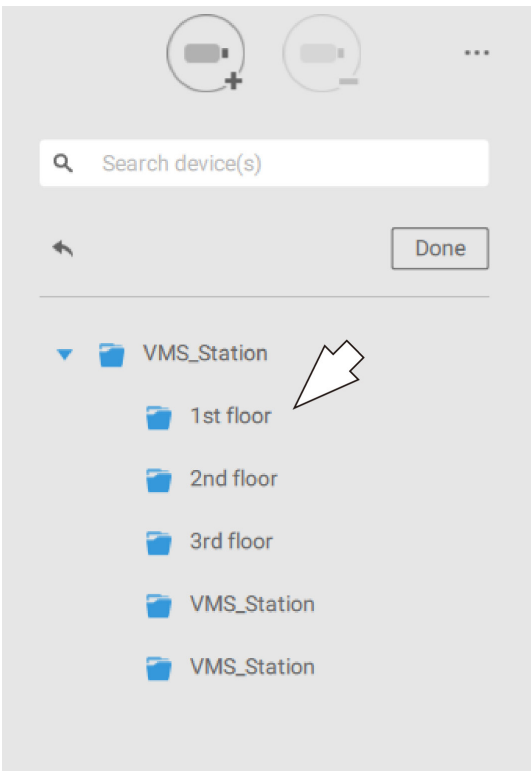 Search device(s)
Done
VMS_Station
1st floor
2nd floor
3rd floor
VMS_Station
VMS_Station